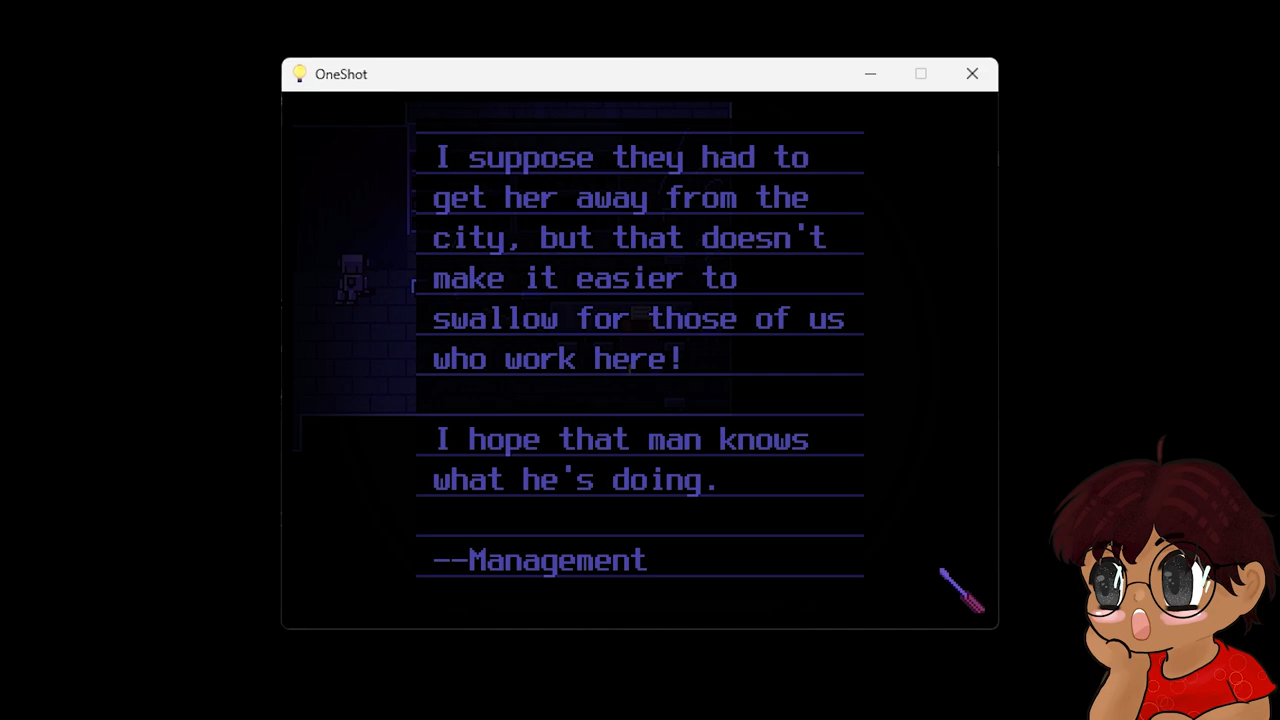 OneShot
I suppose they had to
get her away from the
city, but that doesn't
make it easier to
swallow for those of us
who work here!
I hope that man knows
what he's doing.
--Management